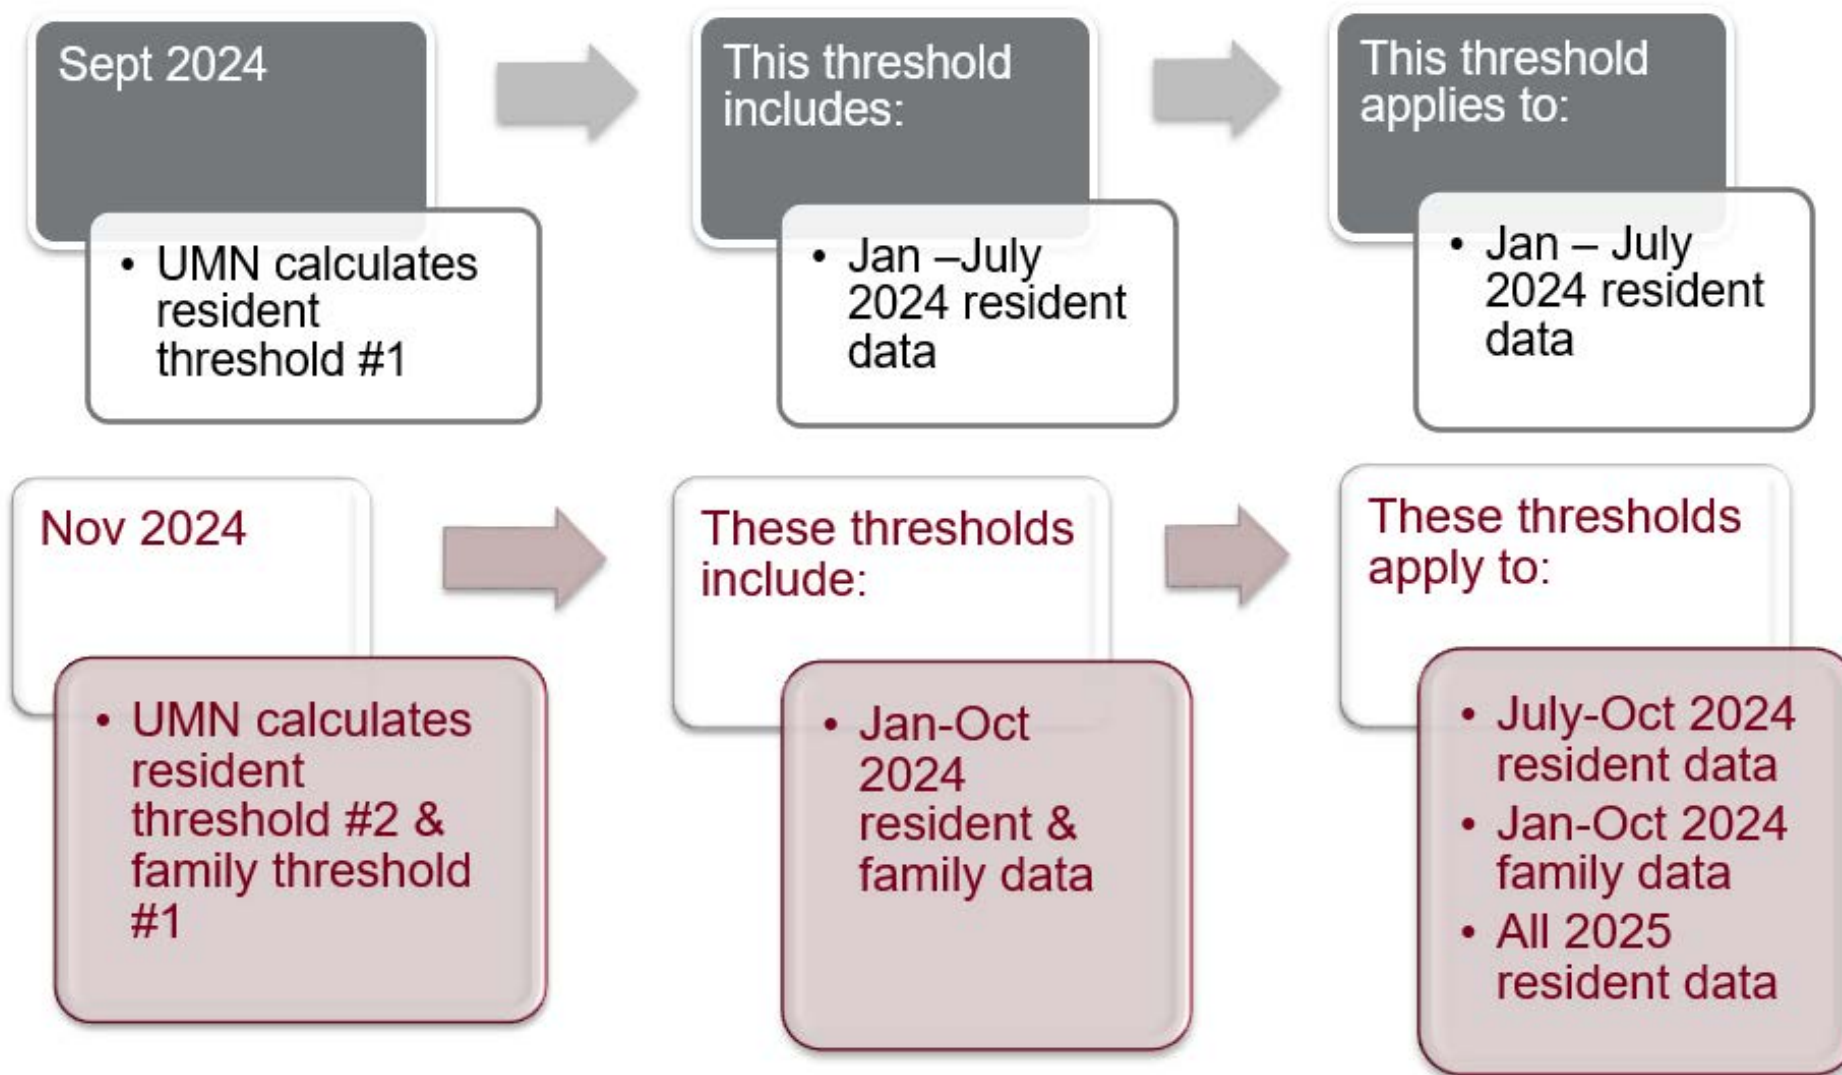 Sept 2024
• UMN calculates
resident
threshold #1
This threshold
includes:
• Jan –July
2024 resident
data
This threshold
applies to:
• Jan – July
2024 resident
data
Nov 2024
• UMN calculates
resident
threshold #2 &
family threshold
#1
These thresholds
include:
• Jan-Oct
2024
resident &
family data
These thresholds
apply to:
• July-Oct 2024
resident data
• Jan-Oct 2024
family data
• All 2025
resident data